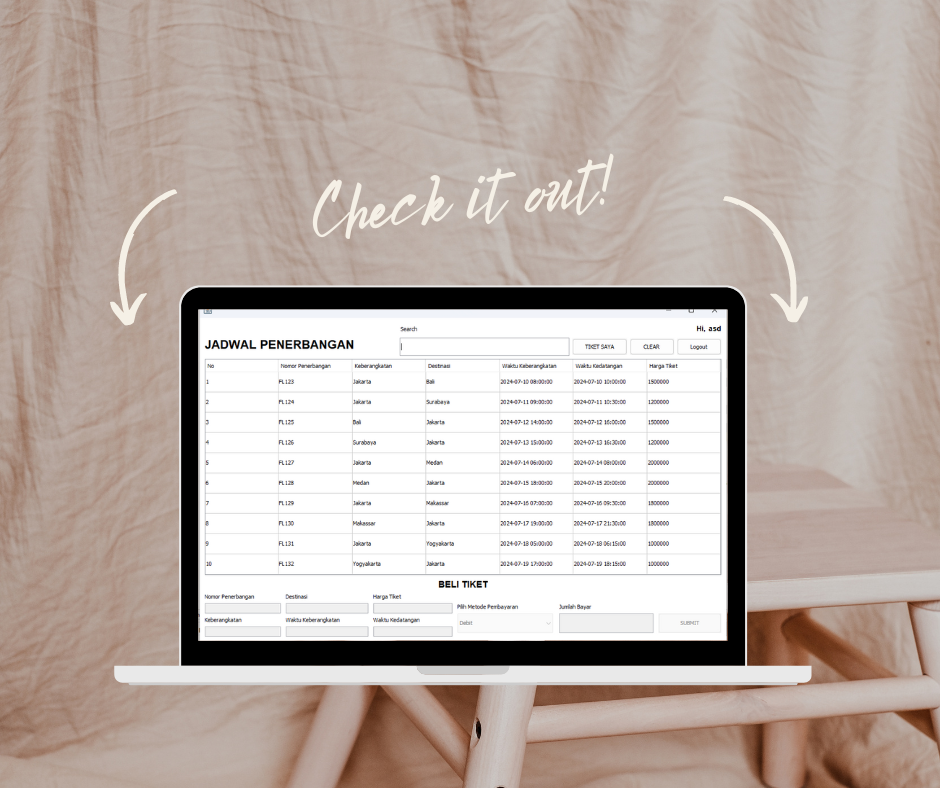 Check it out!
Search
Hi, asd
JADWAL PENERBANGAN
TIKET SAYA
CLEAR
Logout
No Nomor Penerbangan Keberangkatan Destinasi Waktu Keberangkatan Waktu Kedatangan Harga Tiket
1 FL123 Jakarta Bali 2024-07-10 08:00:00 2024-07-10 10:00:00 1500000
2 FL124 Jakarta Surabaya 2024-07-11 09:00:00 2024-07-11 10:30:00 1200000
3 FL125 Bali Jakarta 2024-07-12 14:00:00 2024-07-12 16:00:00 1500000
4 FL126 Surabaya Jakarta 2024-07-13 15:00:00 2024-07-13 16:30:00 1200000
5 FL127 Jakarta Medan 2024-07-14 06:00:00 2024-07-14 08:00:00 2000000
6 FL128 Medan Jakarta 2024-07-15 18:00:00 2024-07-15 20:00:00 2000000
7 FL129 Jakarta Makassar 2024-07-16 07:00:00 2024-07-16 09:30:00 1800000
8 FL130 Makassar Jakarta 2024-07-17 19:00:00 2024-07-17 21:30:00 1800000
9 FL131 Jakarta Yogyakarta 2024-07-18 05:00:00 2024-07-18 06:15:00 1000000
10 FL132 Yogyakarta Jakarta 2024-07-19 17:00:00 2024-07-19 18:15:00 1000000
BELI TIKET
Nomor Penerbangan Destinasi Harga Tiket
Pilih Metode Pembayaran Jumlah Bayar
Keberangkatan Waktu Keberangkatan Waktu Kedatangan
Debit
SUBMIT